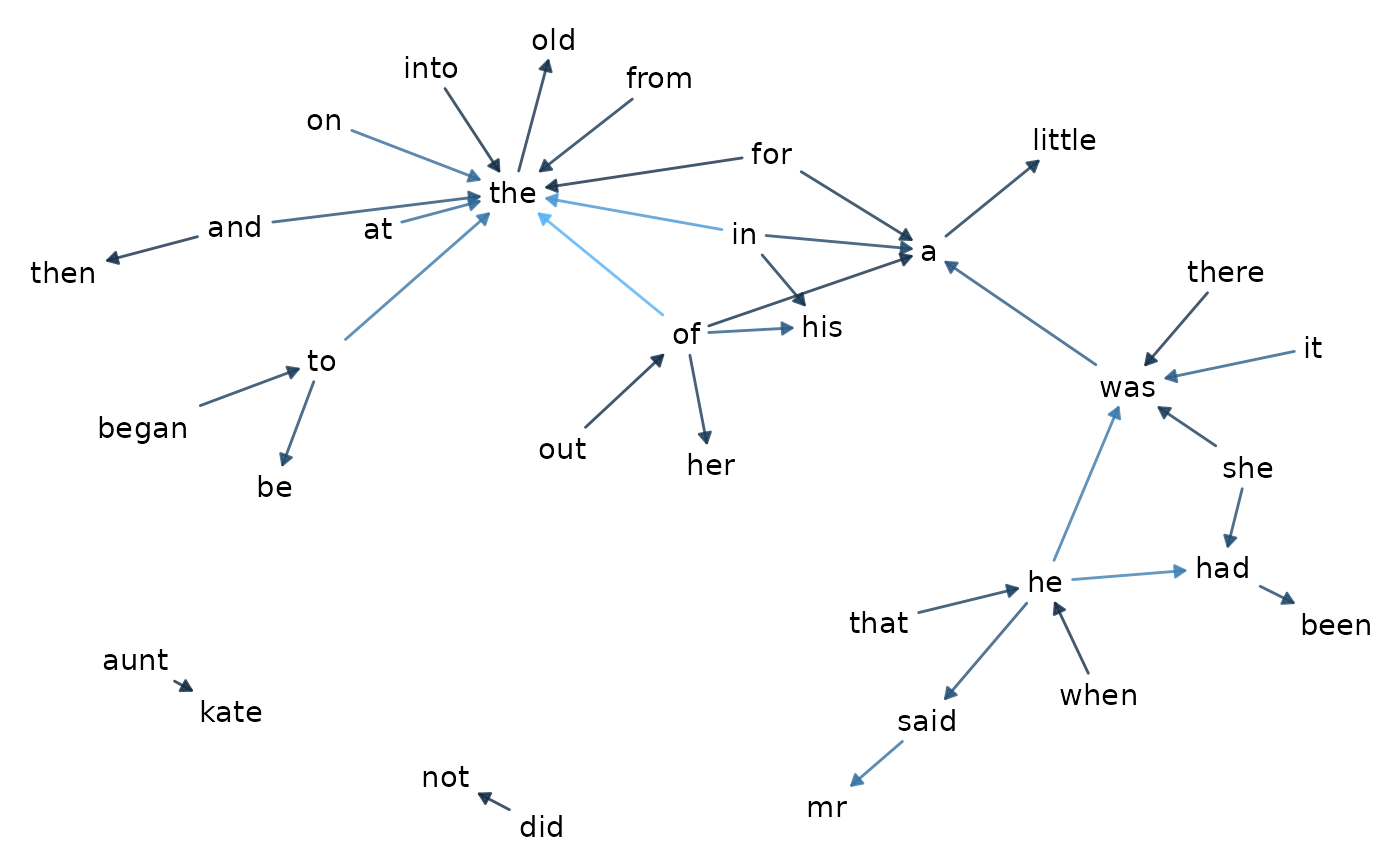 old
into
from
on
for
little
the
and
at
in
a
then
there
of
his
it
to
was
began
out
her
she
be
he
had
that
been
aunt
when
kate
said
not
mr
did